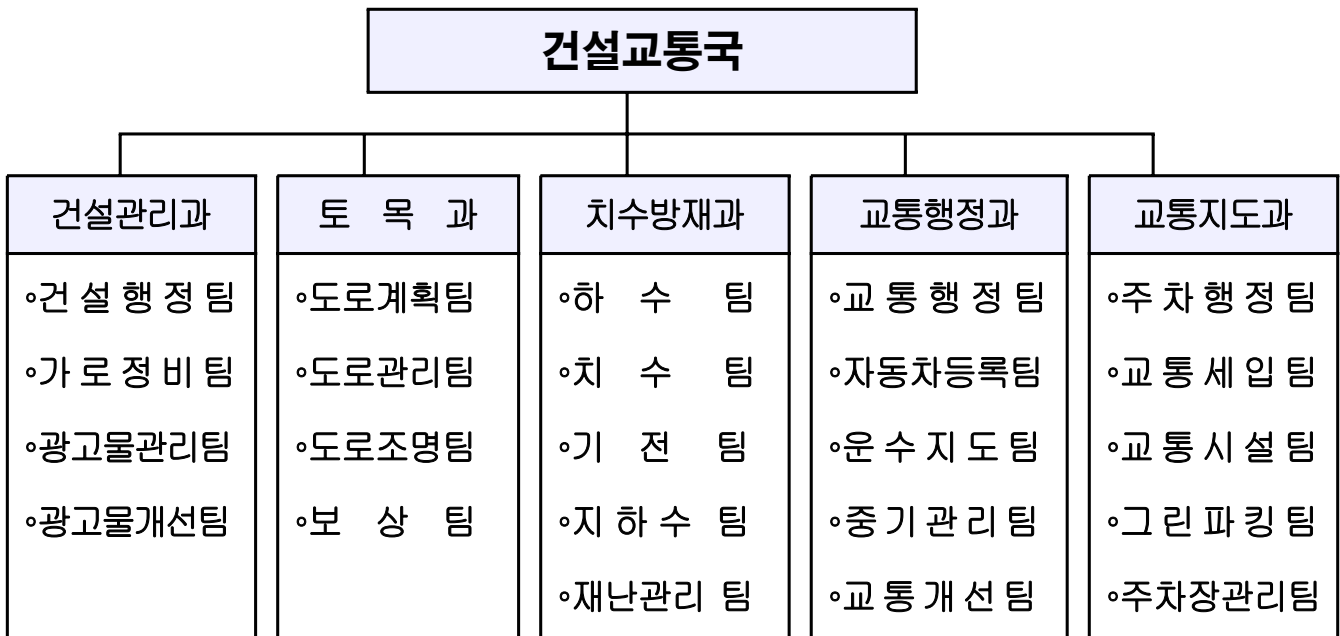 건설교통국
건설관리과
◦건 설 행 정 팀
◦가 로 정 비 팀
◦광고물관리팀
◦광고물개선팀
토 목 과
◦도로계획팀
◦도로관리팀
◦도로조명팀
◦보 상 팀
치수방재과
◦하 수 팀
◦치 수 팀
◦기 전 팀
◦지 하 수 팀
◦재난관리 팀
교통행정과
◦교 통 행 정 팀
◦자동차등록팀
◦운 수 지 도 팀
◦중 기 관 리 팀
◦교 통 개 선 팀
교통지도과
◦주 차 행 정 팀
◦교 통 세 입 팀
◦교 통 시 설 팀
◦그 린 파 킹 팀
◦주차장관리팀